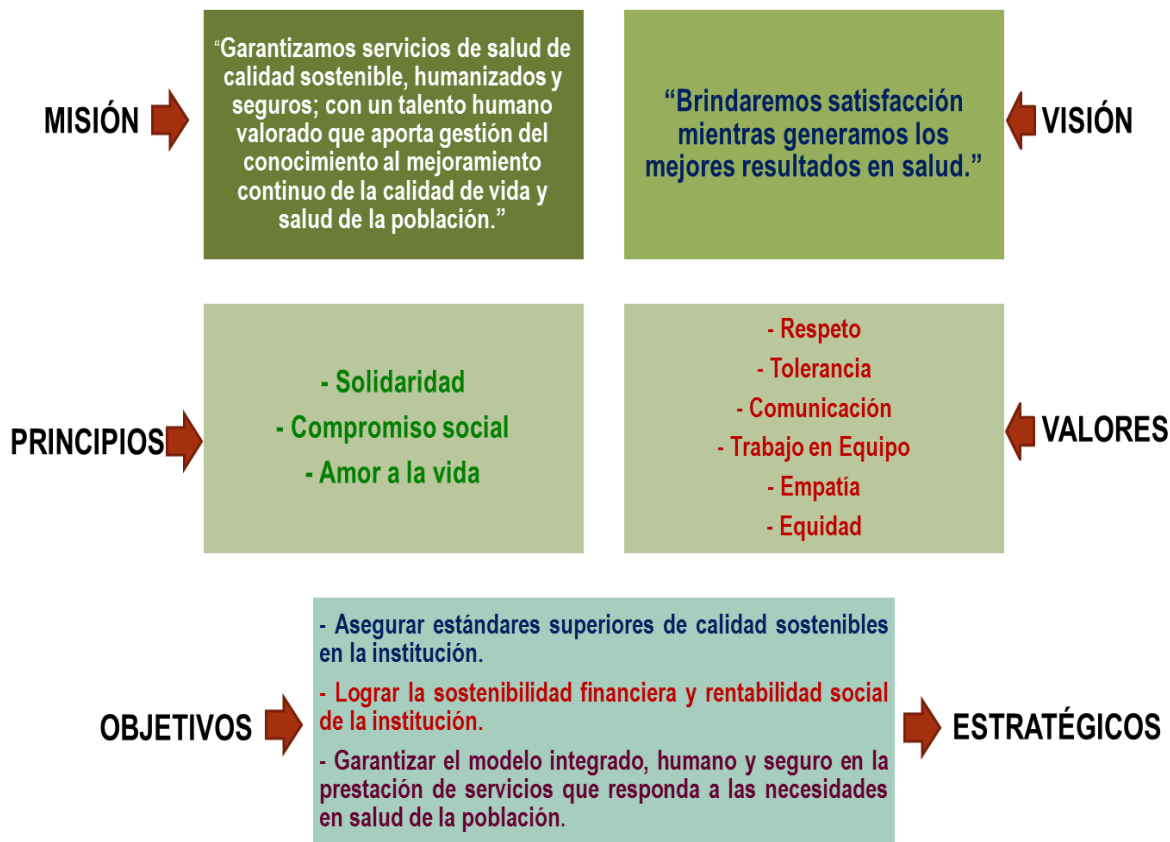 MISIÓN
“Garantizamos servicios de salud de
calidad sostenible, humanizados y
seguros; con un talento humano
valorado que aporta gestión del
conocimiento al mejoramiento
continuo de la calidad de vida y
salud de la población.”
“Brindaremos satisfacción
mientras generamos los
mejores resultados en salud.”
VISIÓN
PRINCIPIOS
- Solidaridad
- Compromiso social
- Amor a la vida
- Respeto
- Tolerancia
- Comunicación
- Trabajo en Equipo
- Empatía
- Equidad
VALORES
OBJETIVOS
- Asegurar estándares superiores de calidad sostenibles
en la institución.
- Lograr la sostenibilidad financiera y rentabilidad social
de la institución.
- Garantizar el modelo integrado, humano y seguro en la
prestación de servicios que responda a las necesidades
en salud de la población.
ESTRATÉGICOS